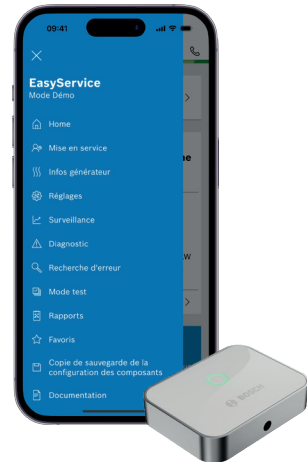 09:41
EasyService
Mode Démo
Home
Mise en service
Infos générateur
Réglages
Surveillance
Diagnostic
Recherche d'erreur
Mode test
Rapports
Favoris
Copie de sauvegarde de la
configuration des composants
Documentation
BOSCH